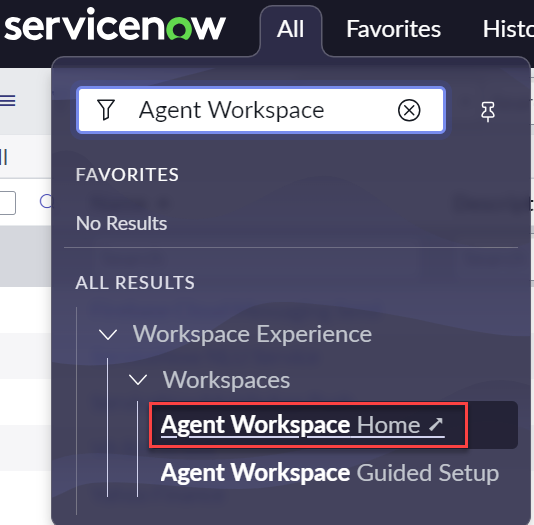 servicenow All Favorites Histo
Agent Workspace
FAVORITES
No Results
ALL RESULTS
Workspace Experience
Workspaces
Agent Workspace Home ↗
Agent Workspace Guided Setup